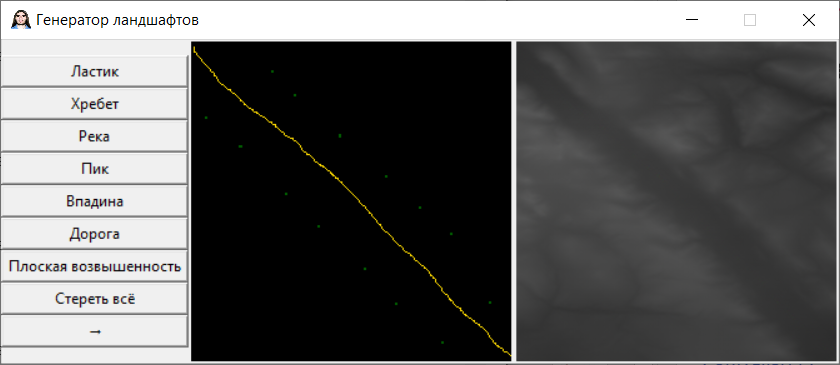 Генератор ландшафтов
Ластик
Хребет
Река
Пик
Впадина
Дорога
Плоская возвышенность
Стереть всё
→